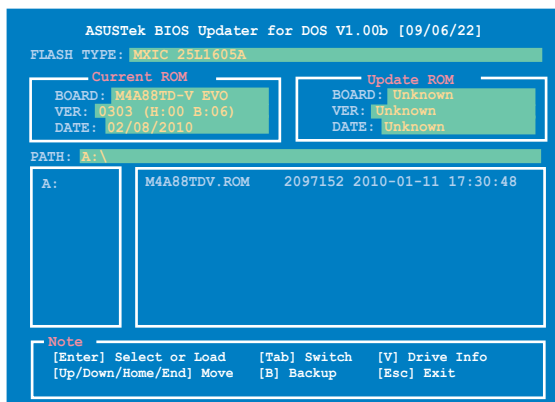 ASUSTek BIOS Updater for DOS V1.00b [09/06/22]
FLASH TYPE: MXIC 25L1605A
Current ROM
BOARD: M4A88TD-V EVO
VER: 0303 (H:00 B:06)
DATE: 02/08/2010
Update ROM
BOARD: Unknown
VER: Unknown
DATE: Unknown
PATH: A:\
A:
M4A88TDV.ROM 2097152 2010-01-11 17:30:48
Note
[Enter] Select or Load [Tab] Switch [V] Drive Info
[Up/Down/Home/End] Move [B] Backup [Esc] Exit